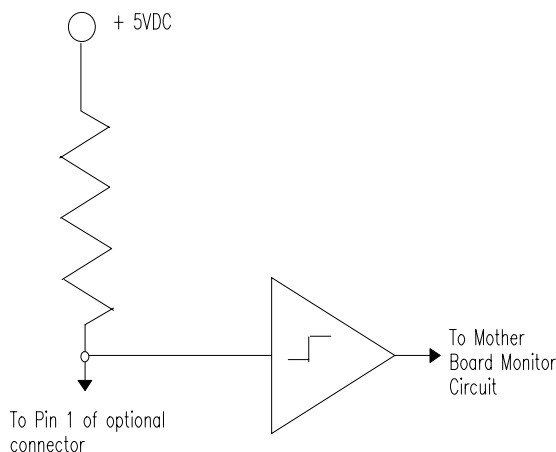 + 5VDC
To Mother
Board Monitor
Circuit
To Pin 1 of optional
connector